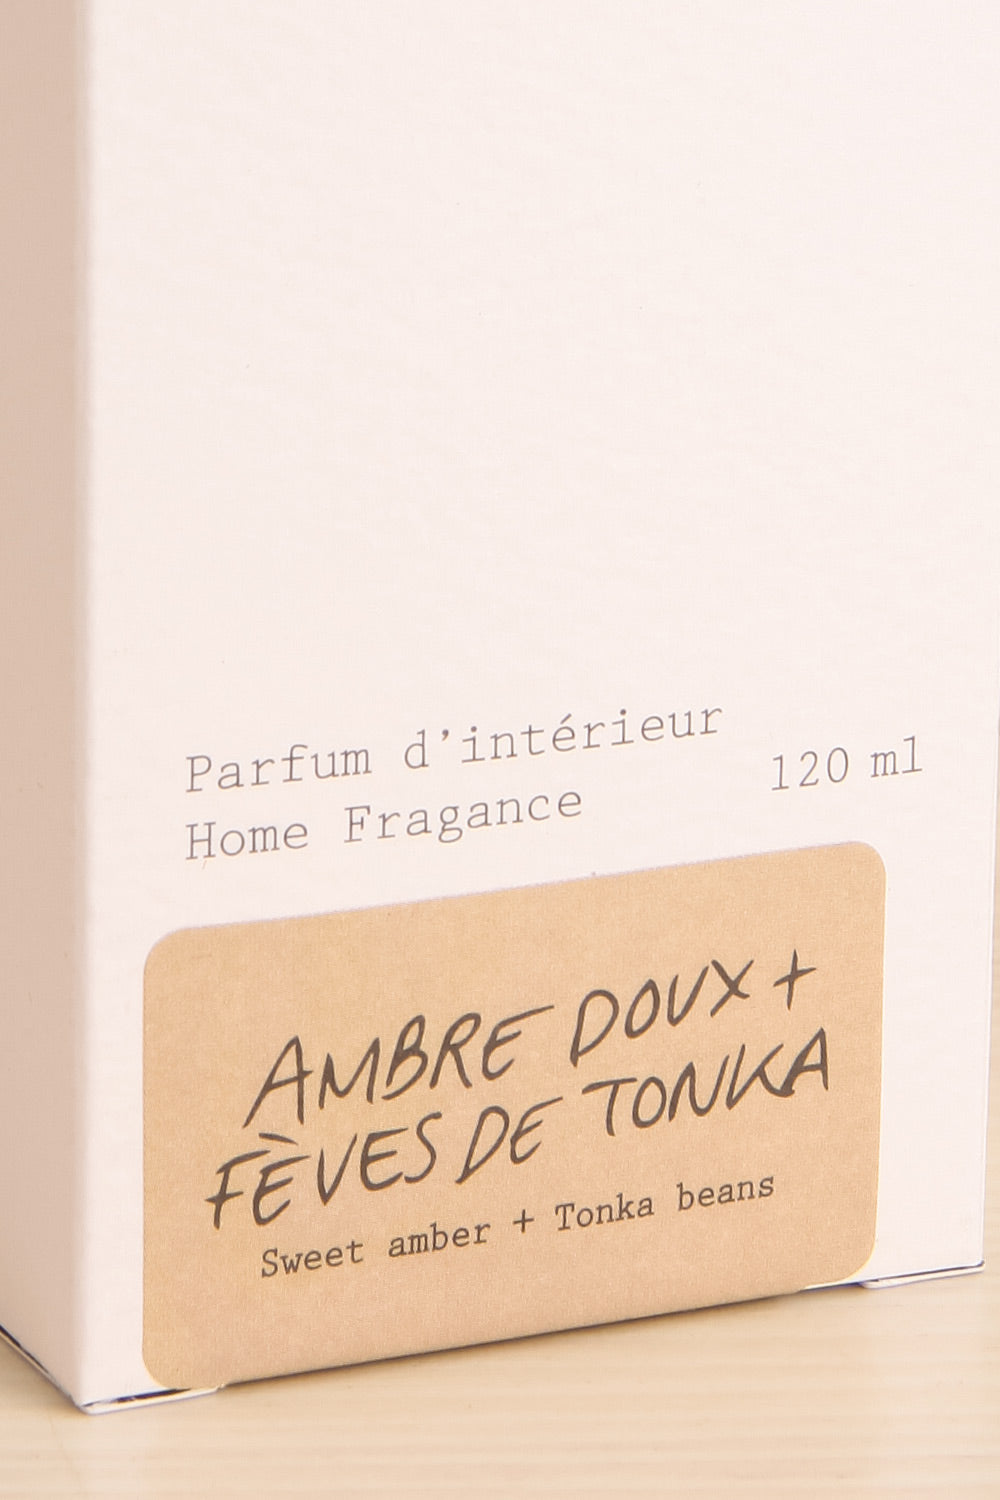 Parfum d'intérieur
Home Fragance
120 ml
AMBRE DOUX +
FÈVES DE TONKA
Sweet amber + Tonka beans